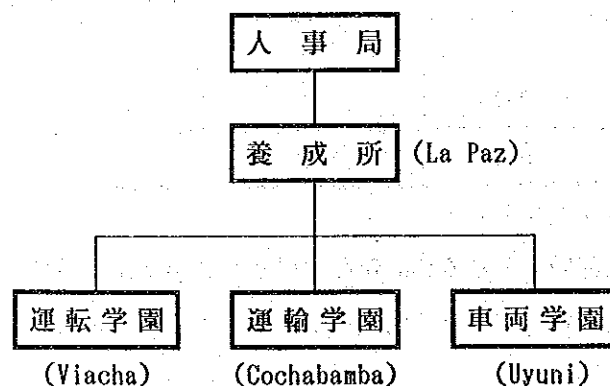 人事局
養成所 (La Paz)
運転学園 運輸学園 車両学園
(Viacha) (Cochabamba) (Uyuni)